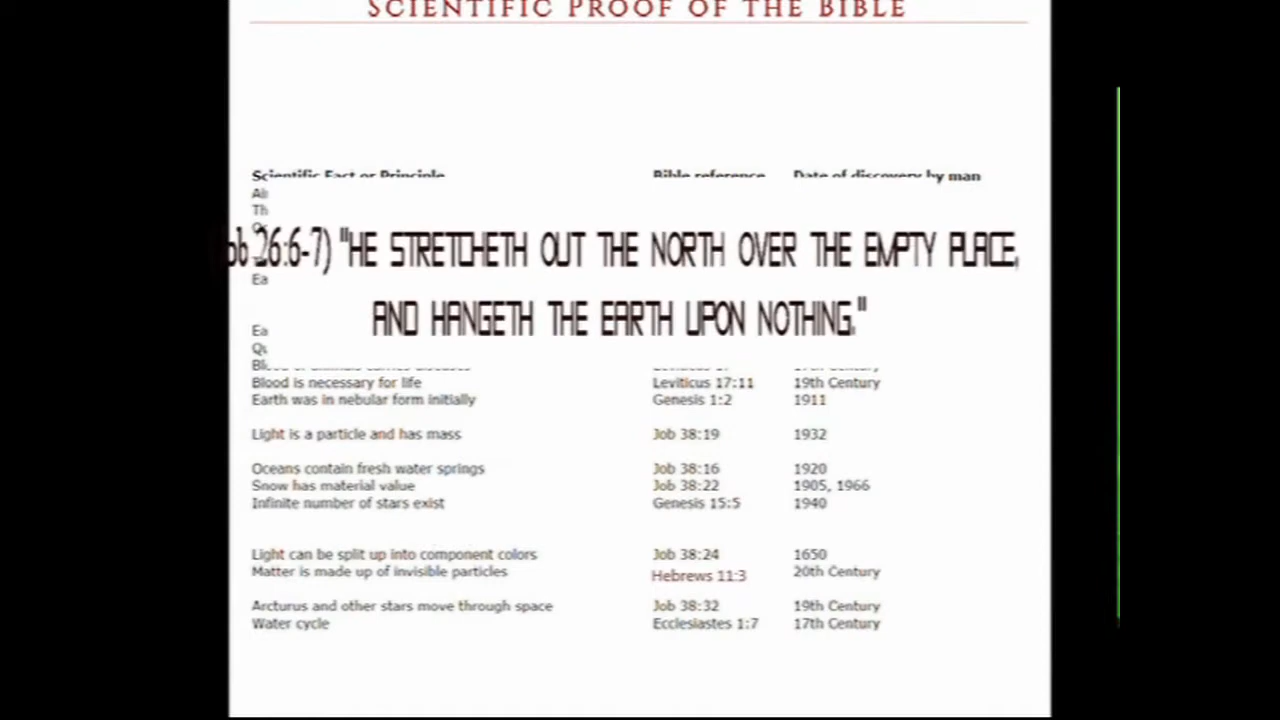 SCIENTIFIC PROOF OF THE BIBLE
Scientific Fact or Principle Bible reference Date of discovery by man
26:6-7) "HE STRETCHETH OUT THE NORTH OVER THE EMPTY PLACE,
AND HANGETH THE EARTH UPON NOTHING."
Blood is necessary for life Leviticus 17:11 19th Century
Earth was in nebular form initially Genesis 1:2 1911
Light is a particle and has mass Job 38:19 1932
Oceans contain fresh water springs Job 38:16 1920
Snow has material value Job 38:22 1905, 1966
Infinite number of stars exist Genesis 15:5 1940
Light can be split up into component colors Job 38:24 1650
Matter is made up of invisible particles Hebrews 11:3 20th Century
Arcturus and other stars move through space Job 38:32 19th Century
Water cycle Ecclesiastes 1:7 17th Century